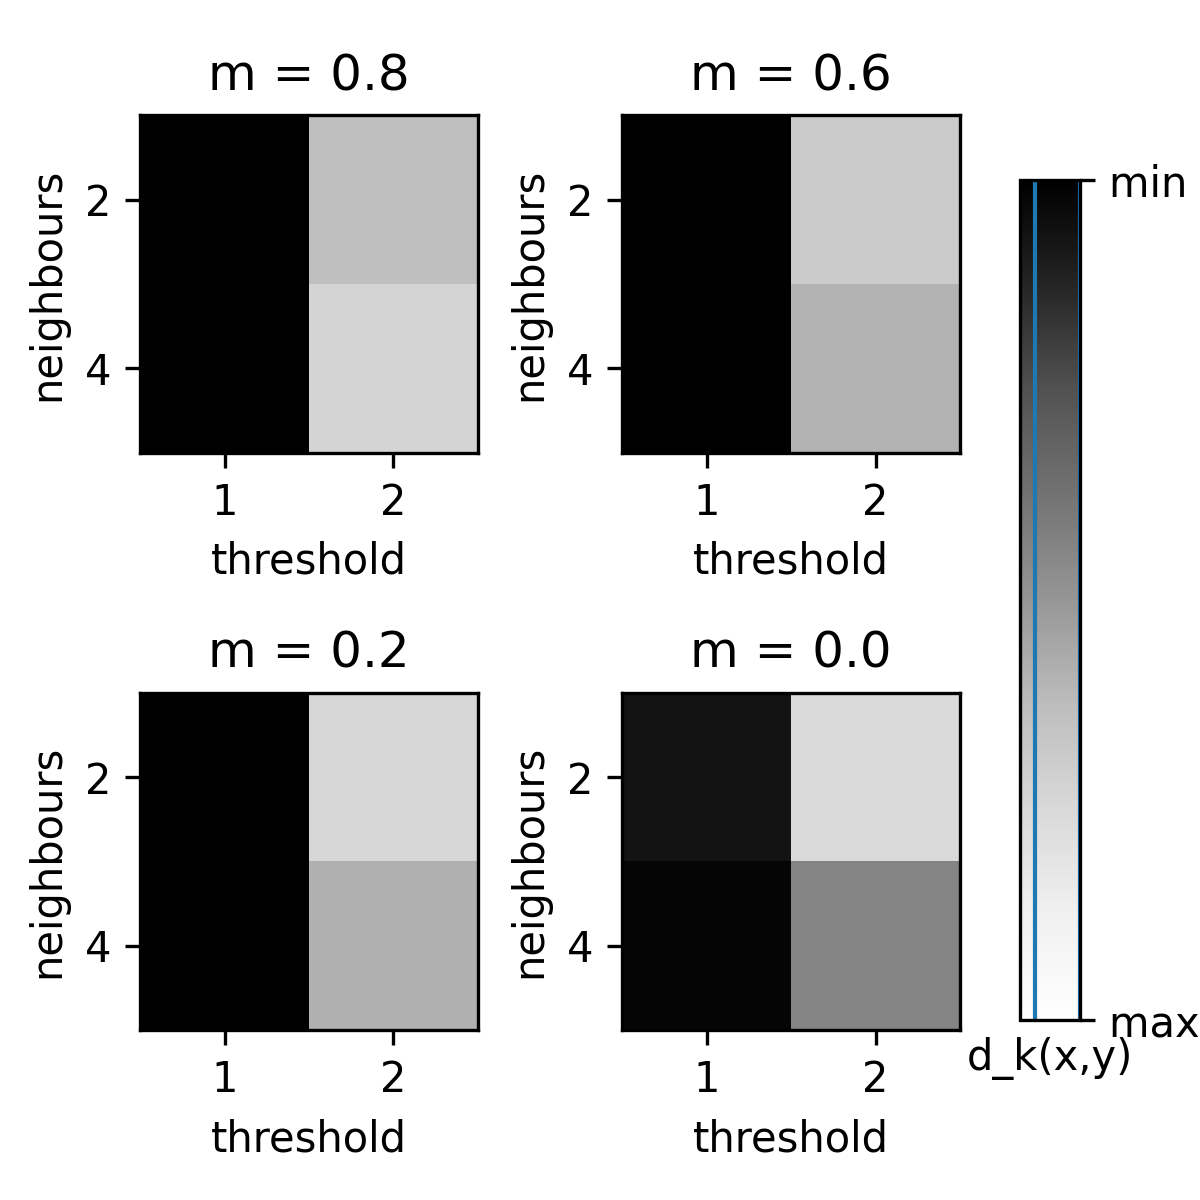 m = 0.8
neighbours
2
4
1
2
threshold
m = 0.6
neighbours
2
4
1
2
threshold
min
m = 0.2
neighbours
2
4
1
2
threshold
m = 0.0
neighbours
2
4
1
2
threshold
max
d_k(x,y)